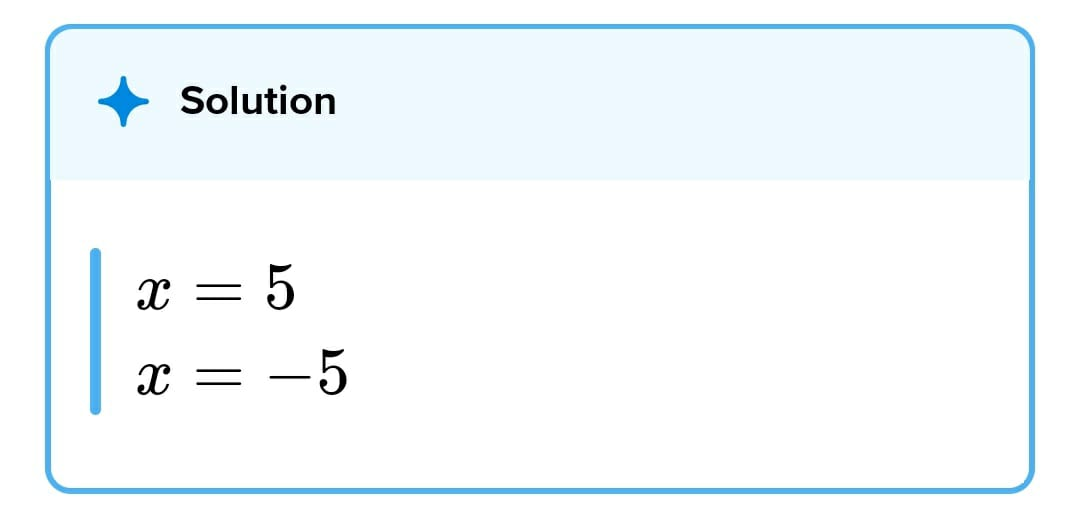 Solution
x = 5
x = −5